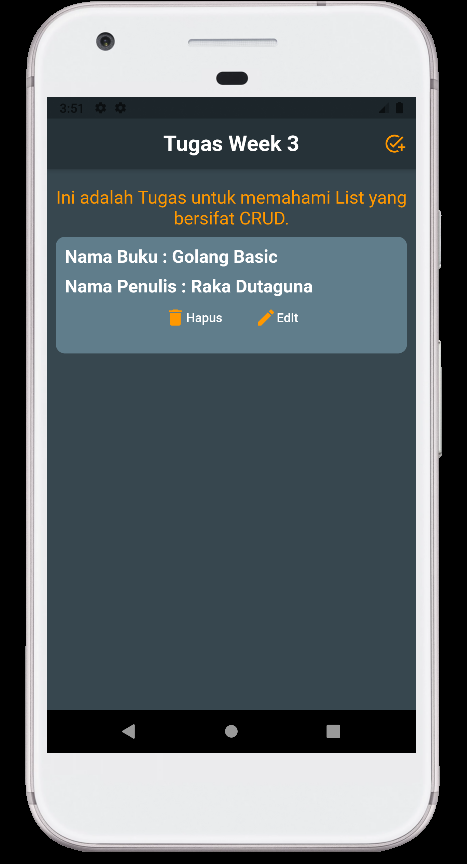 3:51
Tugas Week 3
Ini adalah Tugas untuk memahami List yang
bersifat CRUD.
Nama Buku : Golang Basic
Nama Penulis : Raka Dutaguna
Hapus Edit